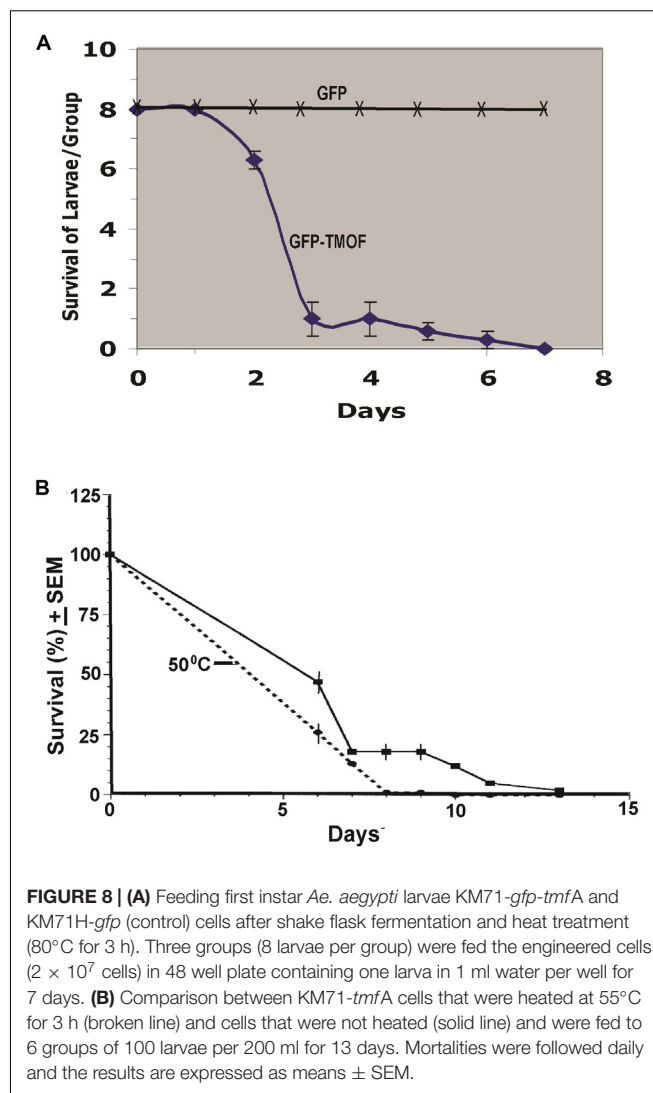 A
10
8
6
4
2
0
Survival of Larvae/Group
GFP
GFP-TMOF
0 2 4 6 8
Days
B
125
100
75
50
25
0
Survival (%) ± SEM
50⁰C
0 5 10 15
Days-
FIGURE 8 | (A) Feeding first instar Ae. aegypti larvae KM71-gfp-tmfA and
KM71H-gfp (control) cells after shake flask fermentation and heat treatment
(80°C for 3 h). Three groups (8 larvae per group) were fed the engineered cells
(2 × 10⁷ cells) in 48 well plate containing one larva in 1 ml water per well for
7 days. (B) Comparison between KM71-tmfA cells that were heated at 55°C
for 3 h (broken line) and cells that were not heated (solid line) and were fed to
6 groups of 100 larvae per 200 ml for 13 days. Mortalities were followed daily
and the results are expressed as means ± SEM.